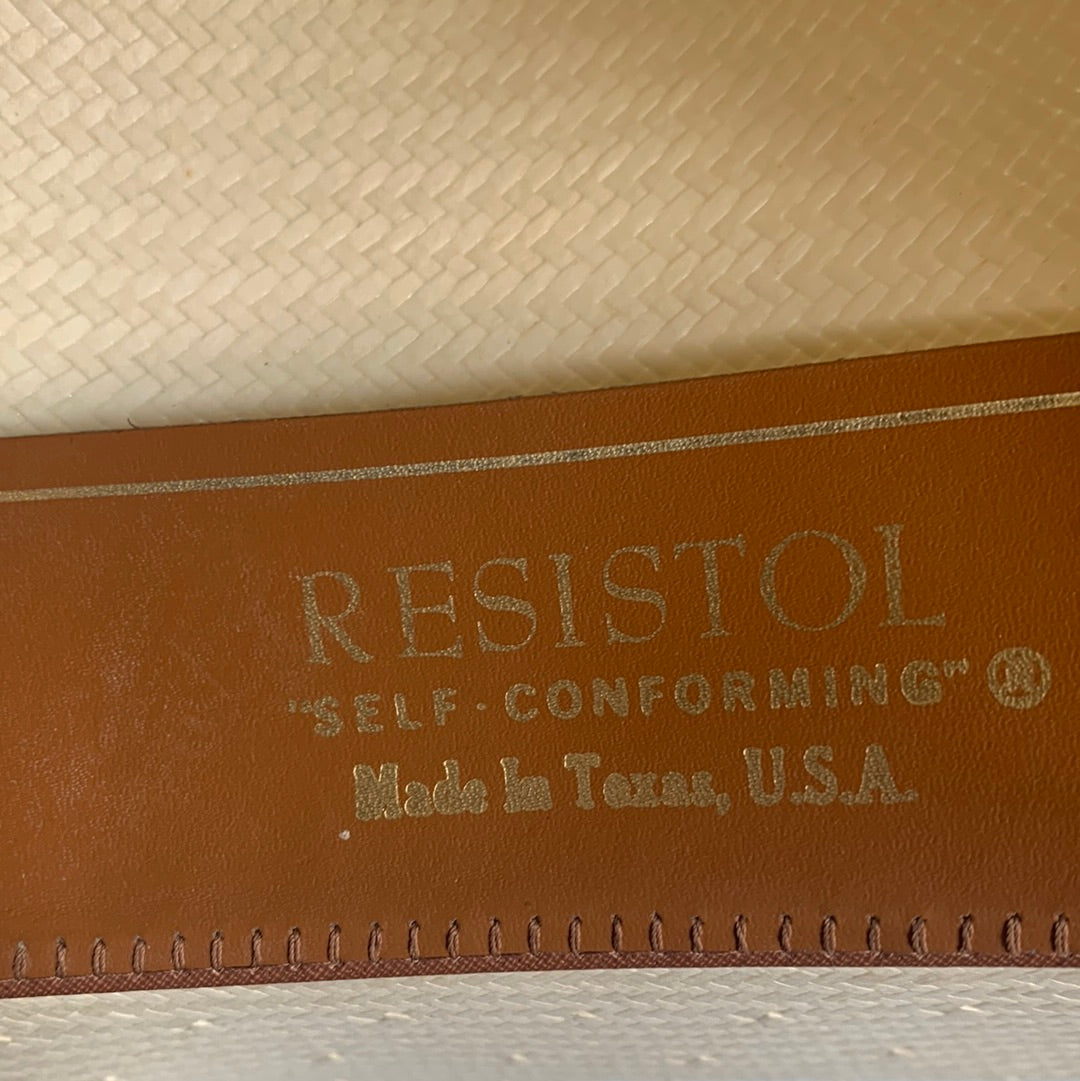 RESISTOL
"SELF-CONFORMING" ®
Made In Texas, U.S.A.